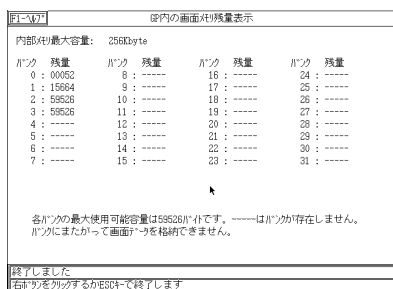 F1-ﾍﾙﾌﾟ GP内の画面ﾒﾓﾘ残量表示
内部ﾒﾓﾘ最大容量: 256Kbyte
ﾊﾞﾝｸ 残量 ﾊﾞﾝｸ 残量 ﾊﾞﾝｸ 残量 ﾊﾞﾝｸ 残量
0 : 00052 8 : ----- 16 : ----- 24 : -----
1 : 15664 9 : ----- 17 : ----- 25 : -----
2 : 59526 10 : ----- 18 : ----- 26 : -----
3 : 59526 11 : ----- 19 : ----- 27 : -----
4 : ----- 12 : ----- 20 : ----- 28 : -----
5 : ----- 13 : ----- 21 : ----- 29 : -----
6 : ----- 14 : ----- 22 : ----- 30 : -----
7 : ----- 15 : ----- 23 : ----- 31 : -----
各ﾊﾞﾝｸの最大使用可能容量は59526ﾊﾞｲﾄです。-----はﾊﾞﾝｸが存在しません。
ﾊﾞﾝｸにまたがって画面ﾃﾞｰﾀを格納できません。
終了しました
右ﾎﾞﾀﾝをｸﾘｯｸするかESCｷｰで終了します